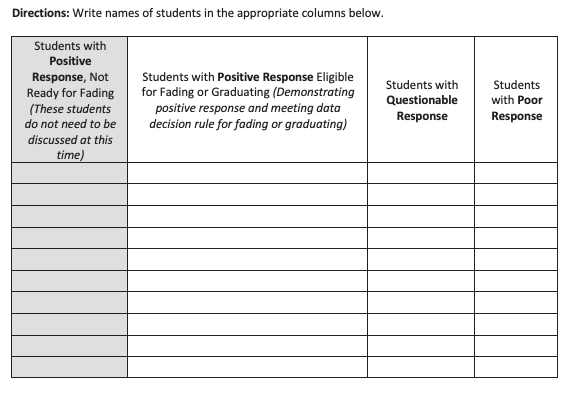 Directions: Write names of students in the appropriate columns below.
Students with
Positive
Response, Not
Ready for Fading
(These students
do not need to be
discussed at this
time)
Students with Positive Response Eligible
for Fading or Graduating (Demonstrating
positive response and meeting data
decision rule for fading or graduating)
Students with
Questionable
Response
Students
with Poor
Response